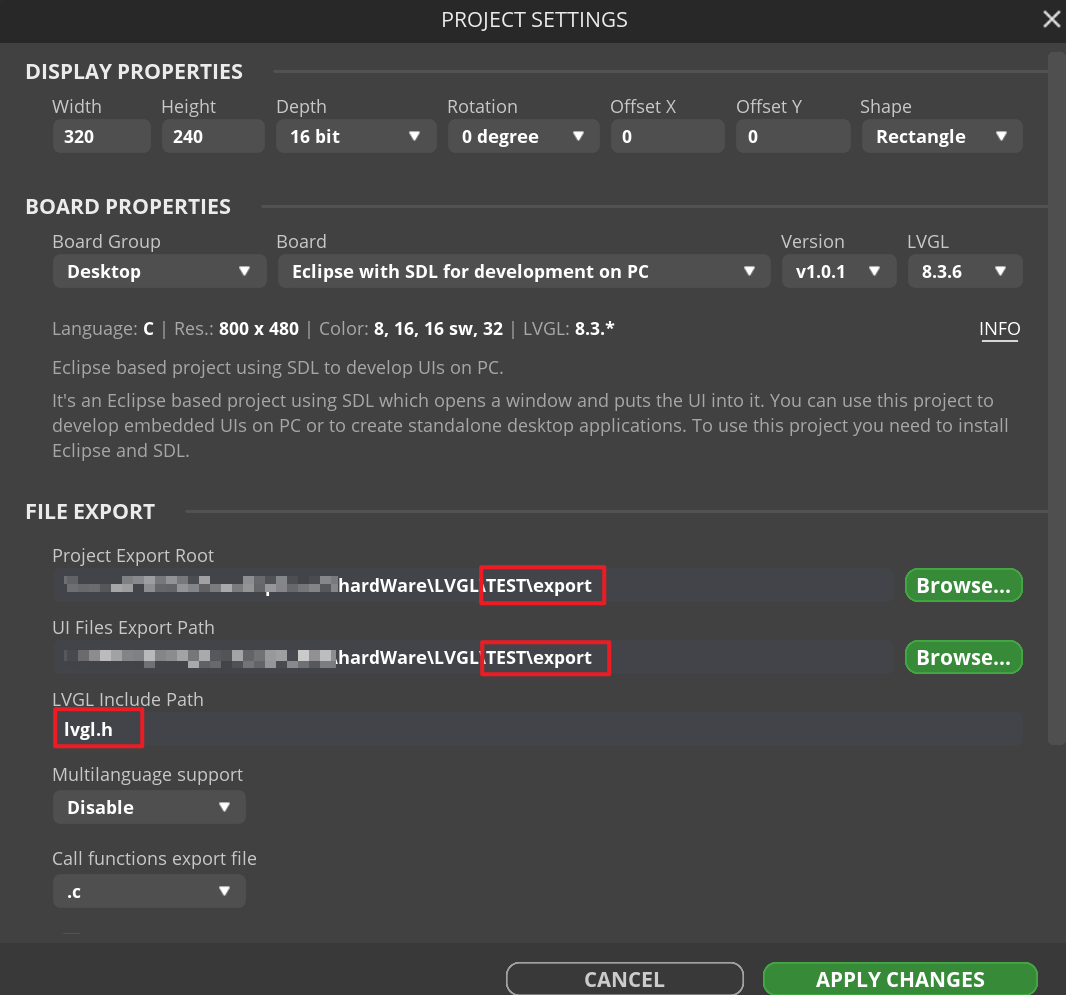 PROJECT SETTINGS
DISPLAY PROPERTIES
Width Height Depth Rotation Offset X Offset Y Shape
320 240 16 bit 0 degree 0 0 Rectangle
BOARD PROPERTIES
Board Group Board Version LVGL
Desktop Eclipse with SDL for development on PC v1.0.1 8.3.6
Language: C | Res.: 800 x 480 | Color: 8, 16, 16 sw, 32 | LVGL: 8.3.* INFO
Eclipse based project using SDL to develop UIs on PC.
It's an Eclipse based project using SDL which opens a window and puts the UI into it. You can use this project to
develop embedded UIs on PC or to create standalone desktop applications. To use this project you need to install
Eclipse and SDL.
FILE EXPORT
Project Export Root
hardWare\LVGL\TEST\export Browse...
UI Files Export Path
\hardWare\LVGL\TEST\export Browse...
LVGL Include Path
lvgl.h
Multilanguage support
Disable
Call functions export file
.c
CANCEL APPLY CHANGES